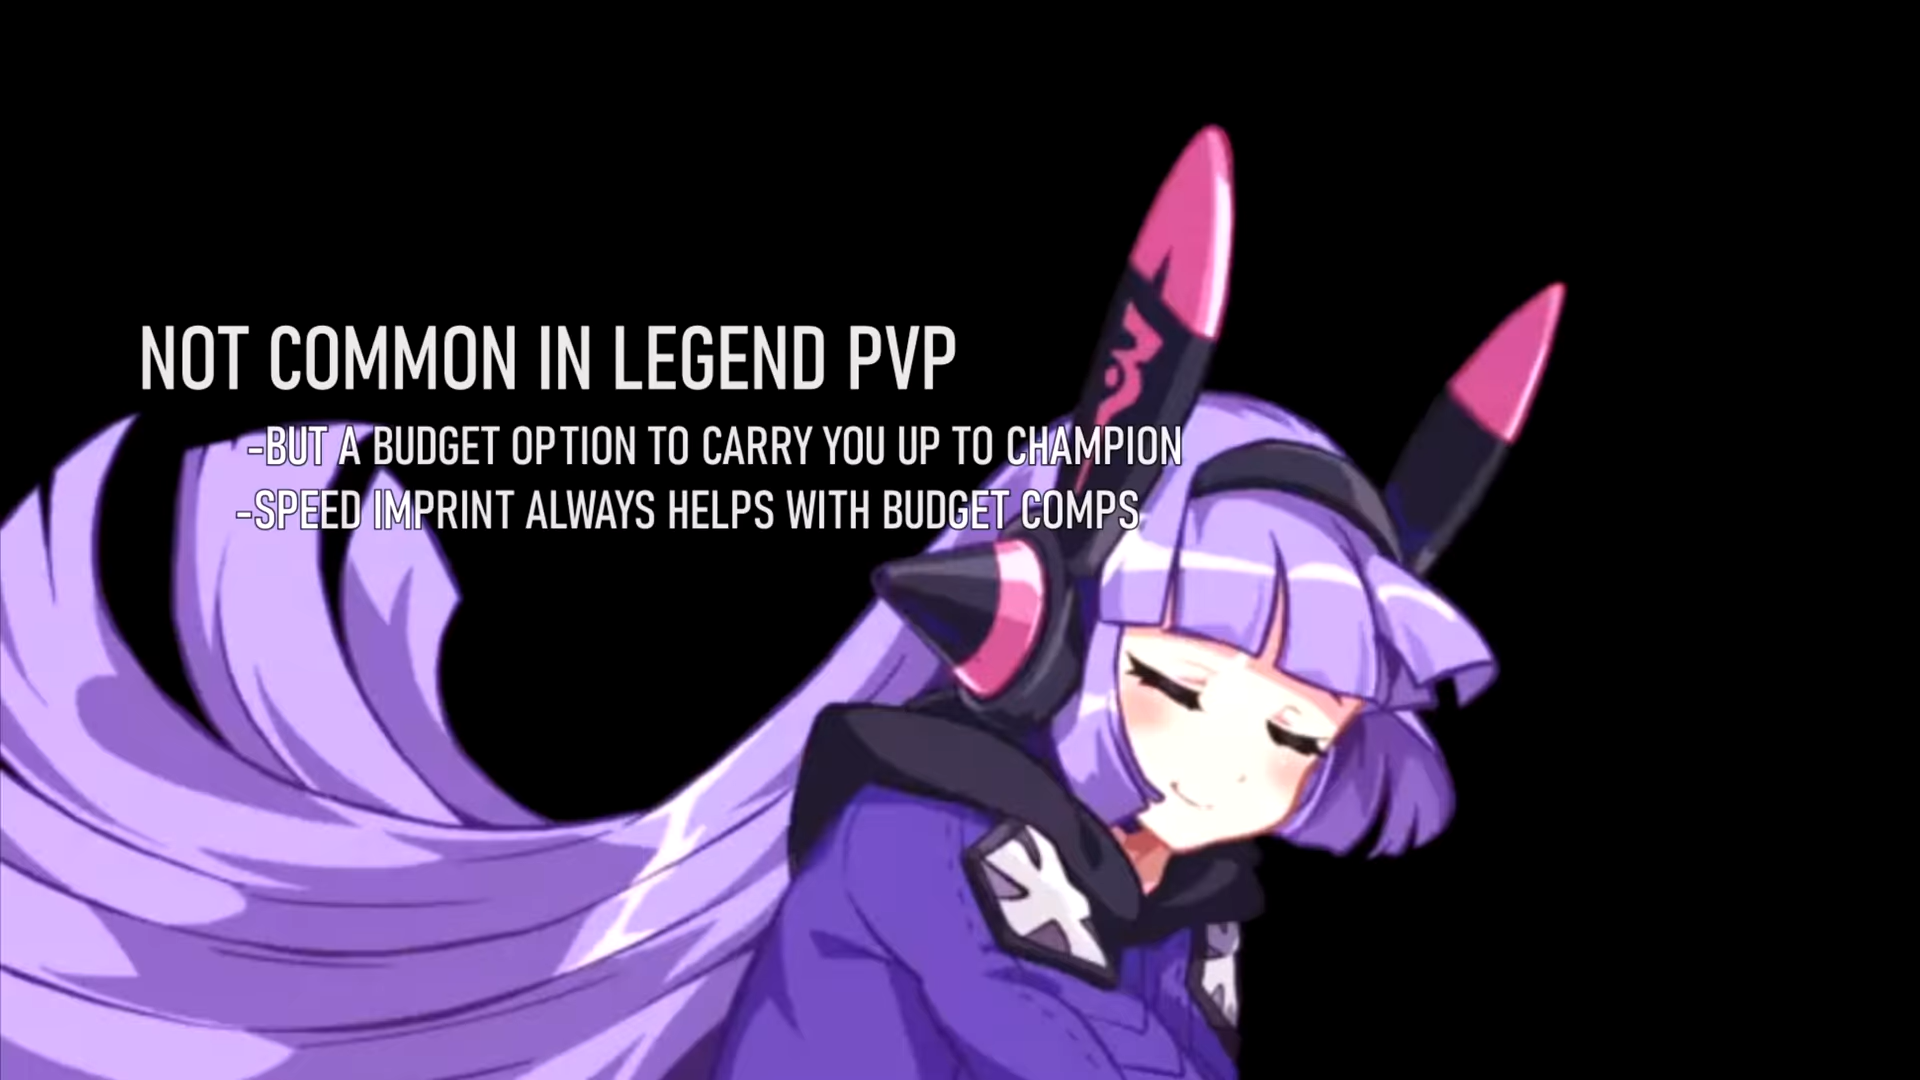 NOT COMMON IN LEGEND PVP
-BUT A BUDGET OPTION TO CARRY YOU UP TO CHAMPION
-SPEED IMPRINT ALWAYS HELPS WITH BUDGET COMPS